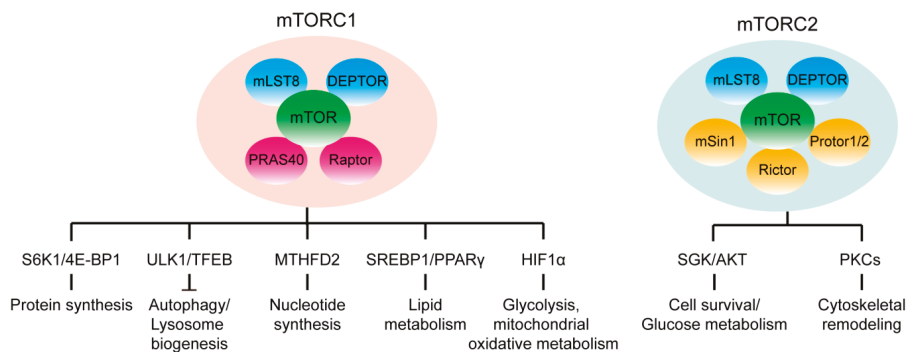 mTORC1
mTORC2
mLST8
DEPTOR
mTOR
PRAS40
Raptor
mLST8
DEPTOR
mTOR
mSin1
Protor1/2
Rictor
S6K1/4E-BP1
ULK1/TFEB
MTHFD2
SREBP1/PPARγ
HIF1α
SGK/AKT
PKCs
Protein synthesis
Autophagy/
Lysosome
biogenesis
Nucleotide
synthesis
Lipid
metabolism
Glycolysis,
mitochondrial
oxidative metabolism
Cell survival/
Glucose metabolism
Cytoskeletal
remodeling